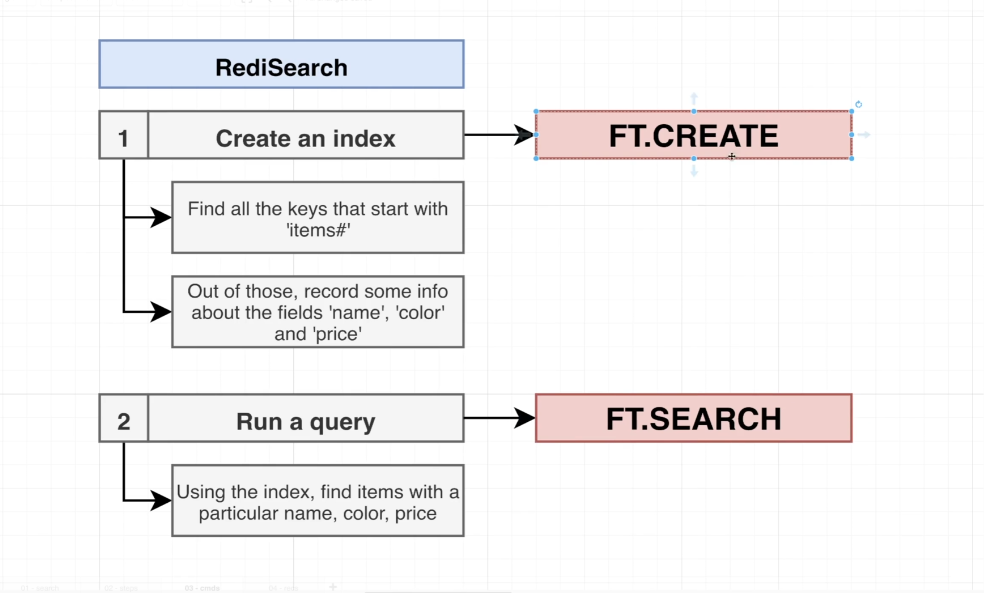 RediSearch
1
Create an index
FT.CREATE
Find all the keys that start with
'items#'
Out of those, record some info
about the fields 'name', 'color'
and 'price'
2
Run a query
FT.SEARCH
Using the index, find items with a
particular name, color, price